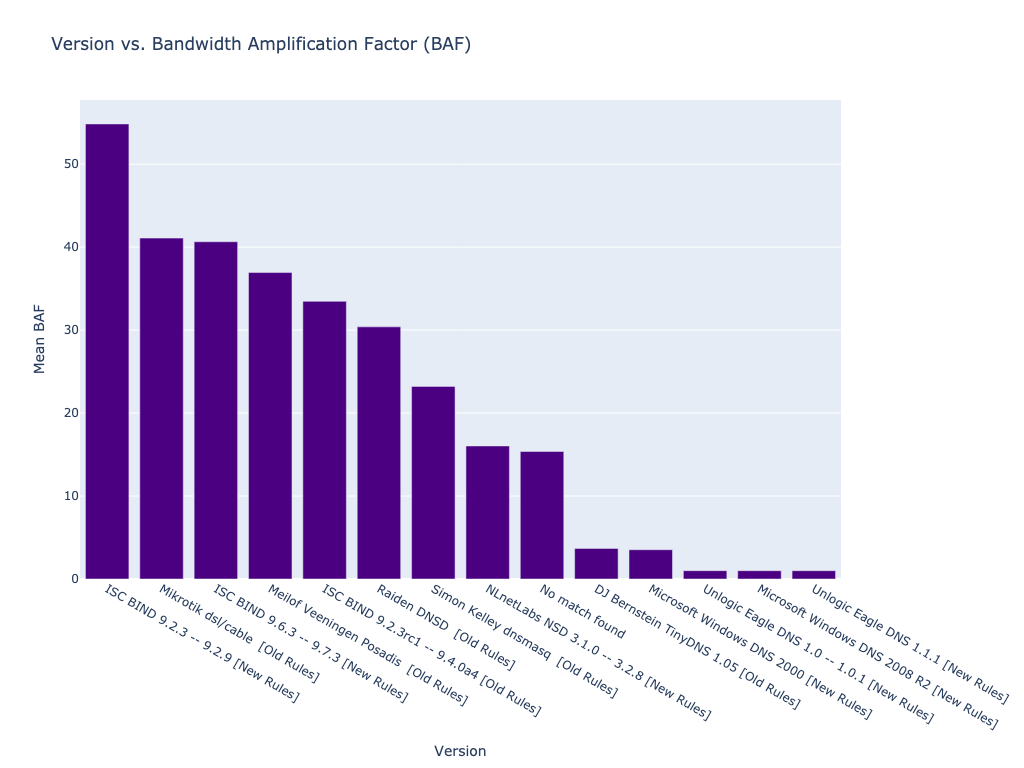 Version vs. Bandwidth Amplification Factor (BAF)
Mean BAF
50
40
30
20
10
0
ISC BIND 9.2.3 -- 9.2.9 [New Rules]
Mikrotik dsl/cable  [Old Rules]
ISC BIND 9.6.3 -- 9.7.3 [New Rules]
Meilof Veeningen Posadis  [Old Rules]
ISC BIND 9.2.3rc1 -- 9.4.0a4 [Old Rules]
Raiden DNSD  [Old Rules]
Simon Kelley dnsmasq  [Old Rules]
NLnetLabs NSD 3.1.0 -- 3.2.8 [New Rules]
No match found
DJ Bernstein TinyDNS 1.05 [Old Rules]
Microsoft Windows DNS 2000 [New Rules]
Unlogic Eagle DNS 1.0 -- 1.0.1 [New Rules]
Microsoft Windows DNS 2008 R2 [New Rules]
Unlogic Eagle DNS 1.1.1 [New Rules]
Version